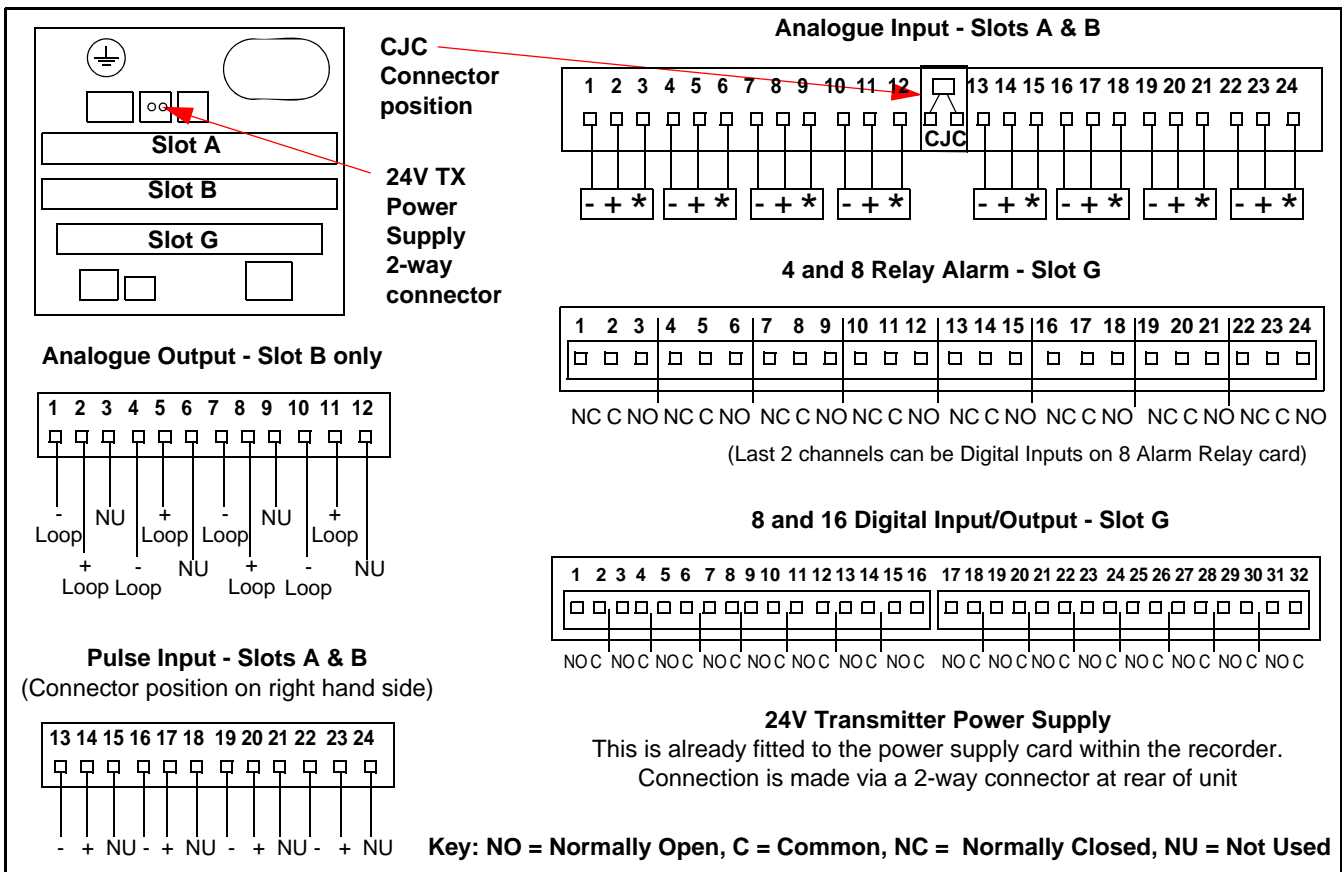 CJC
Connector
position
Slot A
Slot B
Slot G
24V TX
Power
Supply
2-way
connector
Analogue Input - Slots A & B
1 2 3 4 5 6 7 8 9 10 11 12 13 14 15 16 17 18 19 20 21 22 23 24
CJC
- + * - + * - + * - + * - + * - + * - + * - + *
4 and 8 Relay Alarm - Slot G
1 2 3 4 5 6 7 8 9 10 11 12 13 14 15 16 17 18 19 20 21 22 23 24
NC C NO NC C NO NC C NO NC C NO NC C NO NC C NO NC C NO NC C NO
(Last 2 channels can be Digital Inputs on 8 Alarm Relay card)
Analogue Output - Slot B only
1 2 3 4 5 6 7 8 9 10 11 12
- NU + - NU +
Loop Loop Loop Loop
+ - NU + - NU
Loop Loop Loop Loop
8 and 16 Digital Input/Output - Slot G
1 2 3 4 5 6 7 8 9 10 11 12 13 14 15 16 17 18 19 20 21 22 23 24 25 26 27 28 29 30 31 32
NO C NO C NO C NO C NO C NO C NO C NO C NO C NO C NO C NO C NO C NO C NO C NO C
Pulse Input - Slots A & B
(Connector position on right hand side)
13 14 15 16 17 18 19 20 21 22 23 24
- + NU - + NU - + NU - + NU
24V Transmitter Power Supply
This is already fitted to the power supply card within the recorder.
Connection is made via a 2-way connector at rear of unit
Key: NO = Normally Open, C = Common, NC = Normally Closed, NU = Not Used